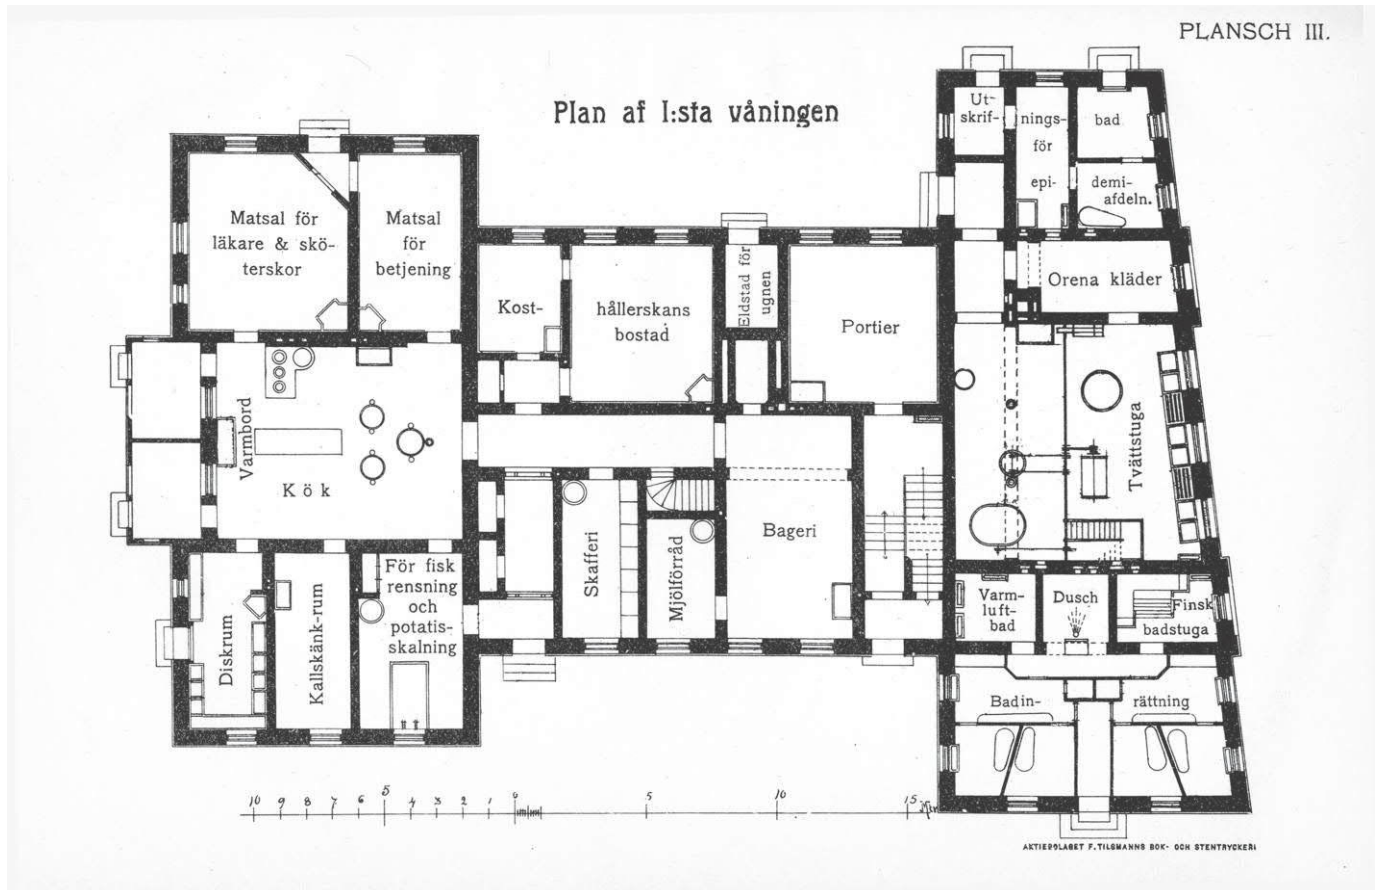 PLANSCH III.
Plan af I:sta våningen
Ut-
skrif-
nings-
för
epi-
bad
demi-
afdeln.
Matsal för
läkare & skö-
terskor
Matsal
för
betjening
Kost-
hållerskans
bostad
Eldstad för
ugnen
Portier
Orena kläder
Varmbord
Kök
Tvättstuga
Skafferi
Mjölförråd
Bageri
För fisk
rensning
och
potatis-
skalning
Diskrum
Kallskänk-rum
Varm-
luft-
bad
Dusch
Finsk
badstuga
Badin-
rättning
10 9 8 7 6 5 4 3 2 1 0 5 10 15 Mtr.
AKTIEBOLAGET F. TILGMANNS BOK- OCH STENTRYCKERI